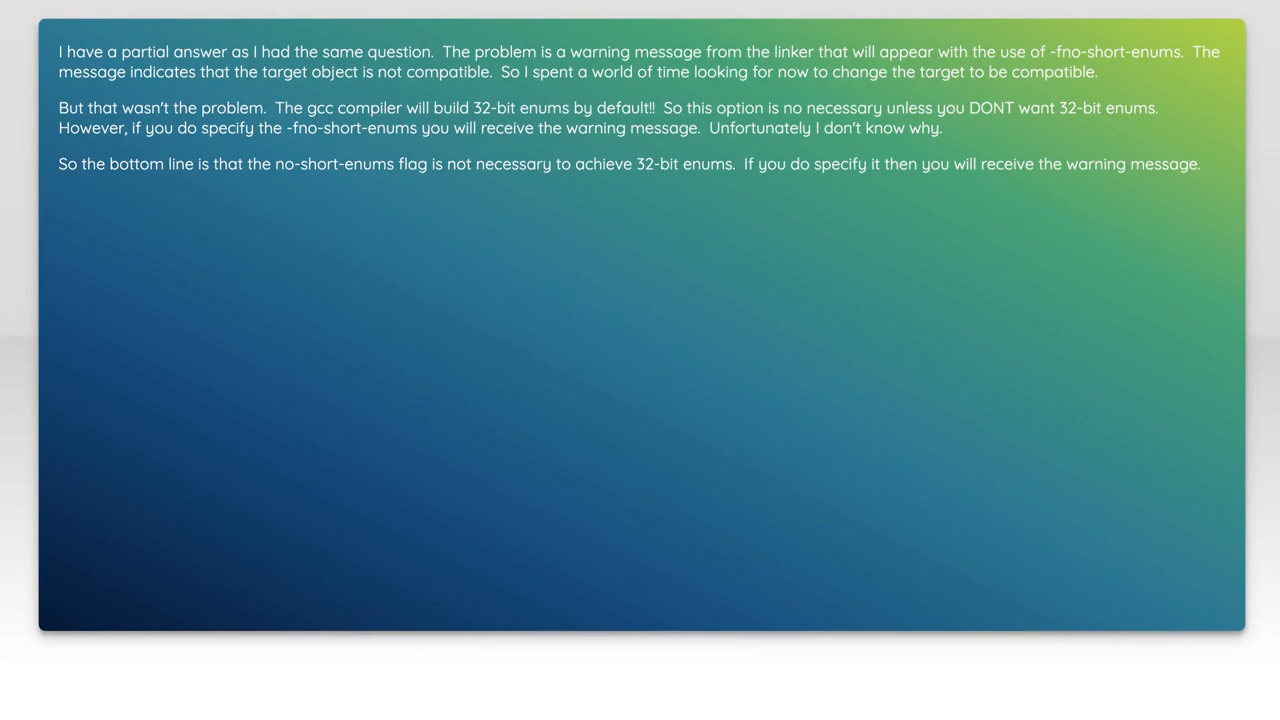 I have a partial answer as I had the same question.  The problem is a warning message from the linker that will appear with the use of -fno-short-enums.  The
message indicates that the target object is not compatible.  So I spent a world of time looking for now to change the target to be compatible.
But that wasn't the problem.  The gcc compiler will build 32-bit enums by default!!  So this option is no necessary unless you DONT want 32-bit enums.
However, if you do specify the -fno-short-enums you will receive the warning message.  Unfortunately I don't know why.
So the bottom line is that the no-short-enums flag is not necessary to achieve 32-bit enums.  If you do specify it then you will receive the warning message.